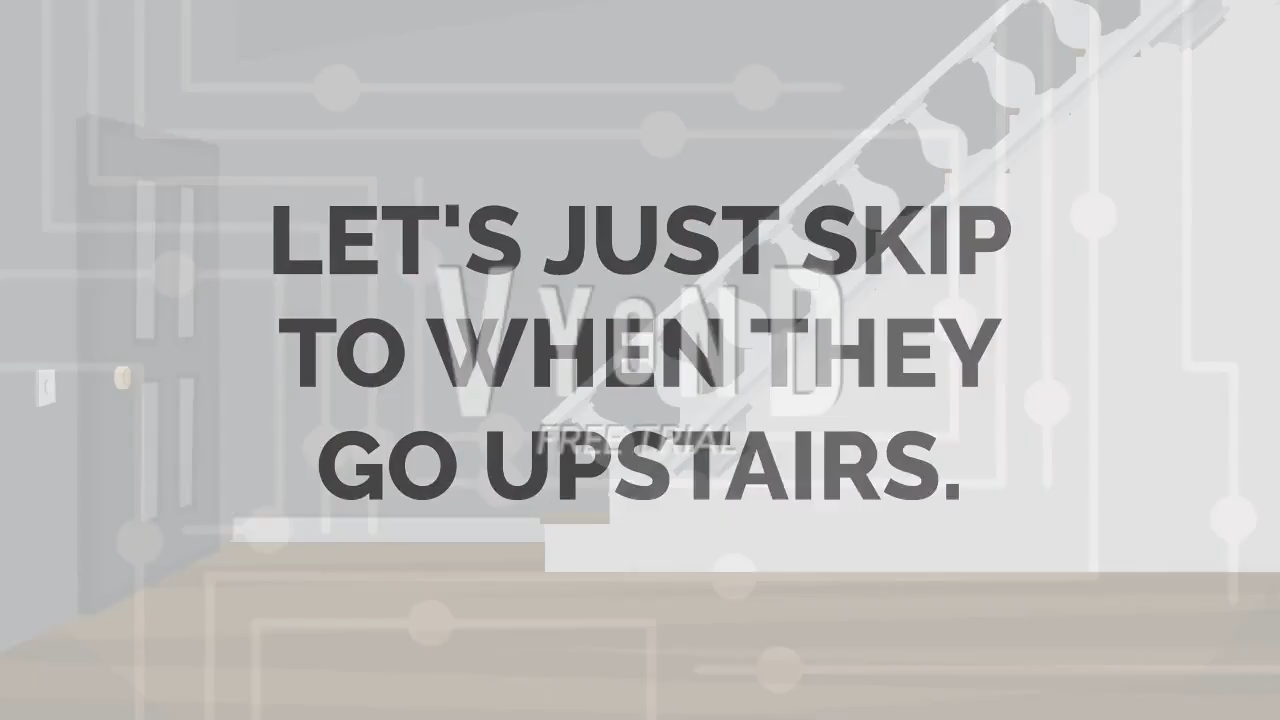 LET'S JUST SKIP
TO WHEN THEY
GO UPSTAIRS.
VYOND
FREE TRIAL